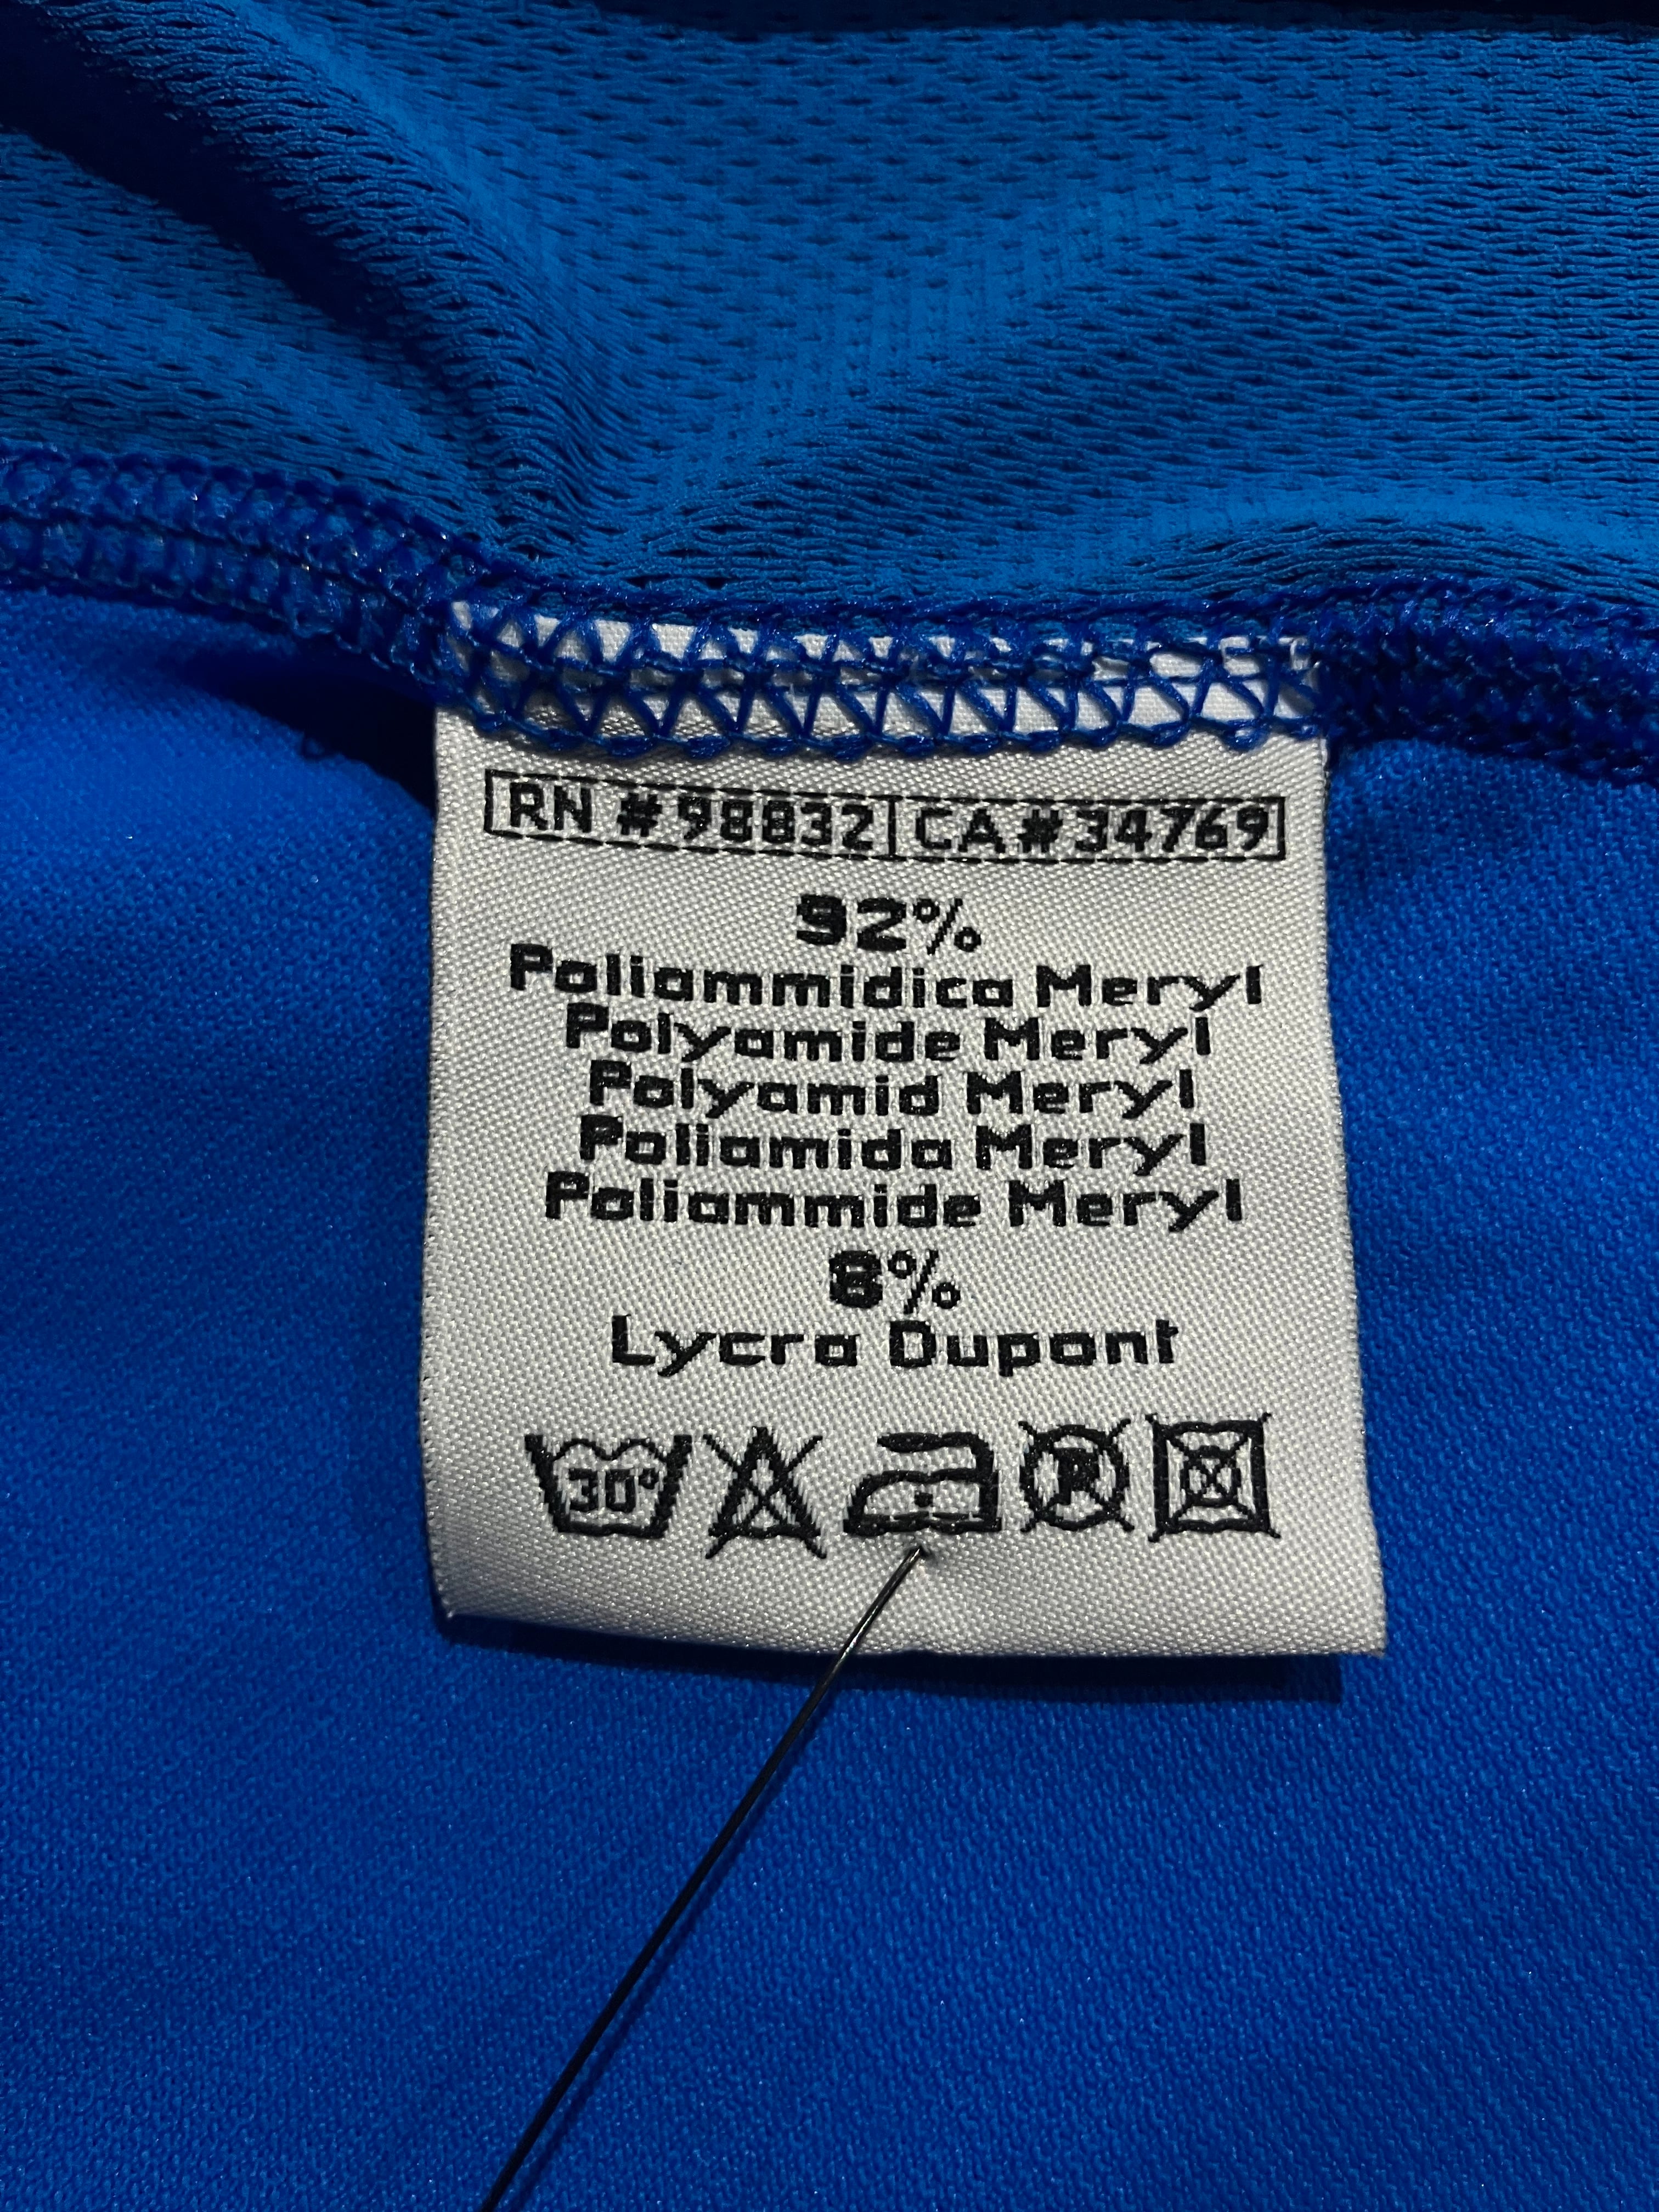 RN # 98832 | CA # 34769
92%
Poliammidica Meryl
Polyamide Meryl
Polyamid Meryl
Poliamida Meryl
Poliammide Meryl
8%
Lycra Dupont
30°